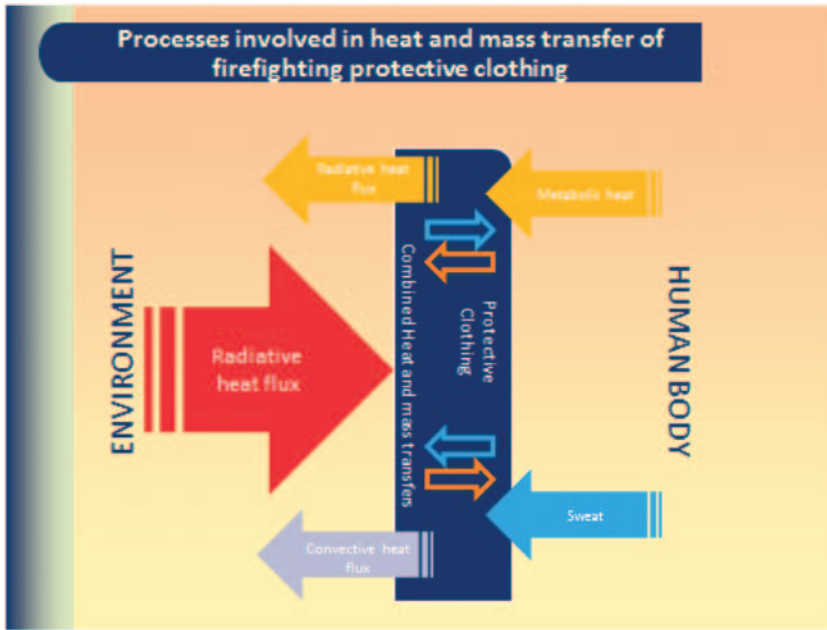 Processes involved in heat and mass transfer of
firefighting protective clothing
Radiative heat
flux
Metabolic heat
ENVIRONMENT
Radiative
heat flux
Combined Heat and mass transfers
Protective
Clothing
HUMAN BODY
Sweat
Convective heat
flux